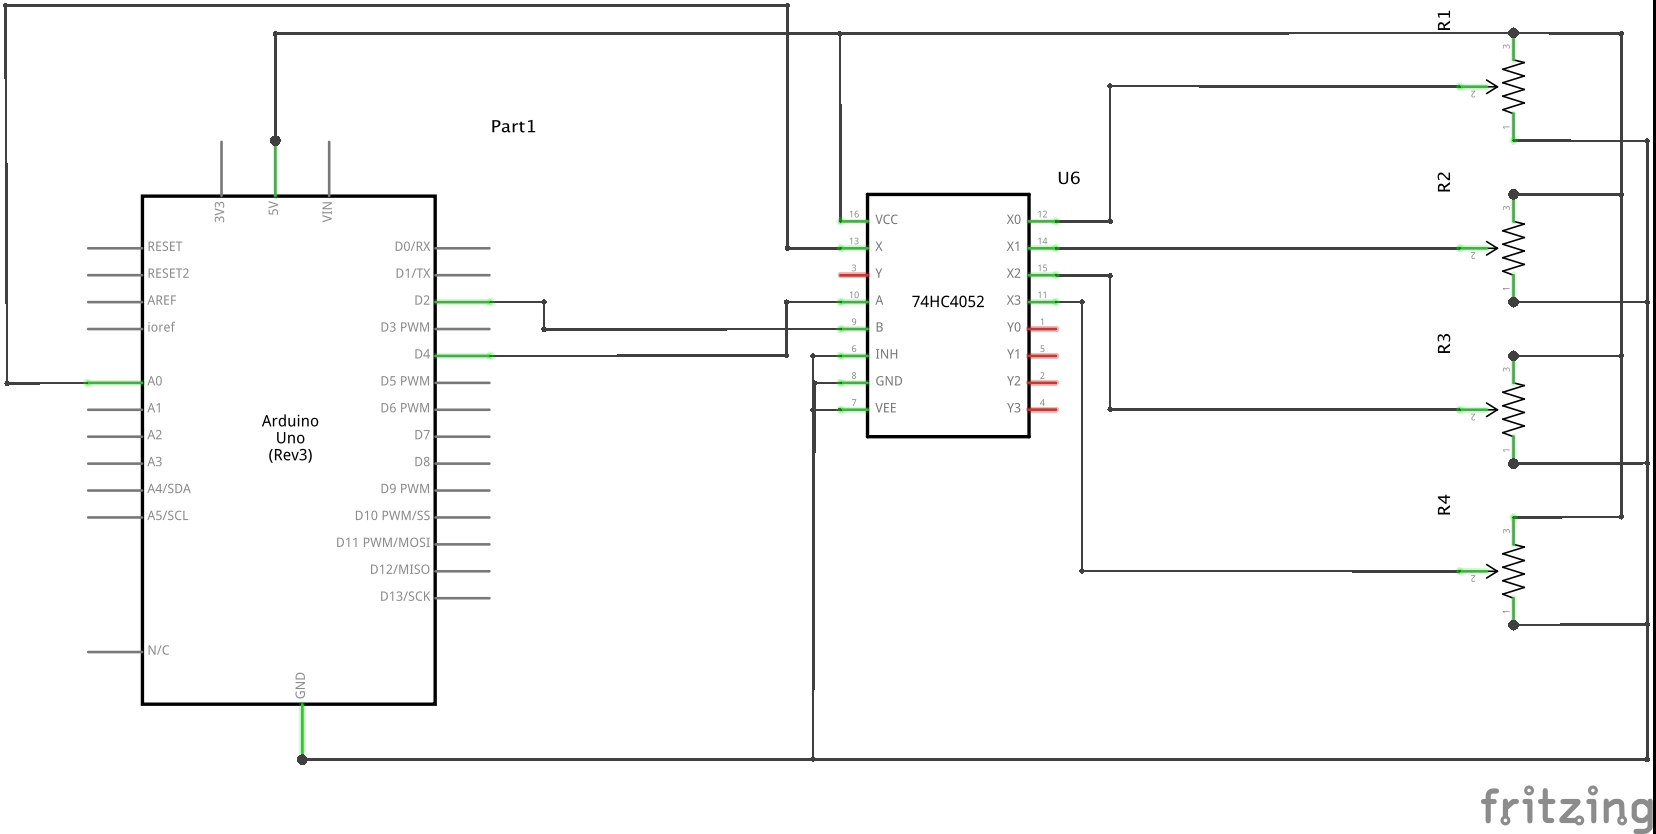 R1
3
2
1
Part1
U6
R2
3
2
1
3V3
5V
VIN
RESET
RESET2
AREF
ioref
A0
A1
A2
A3
A4/SDA
A5/SCL
N/C
Arduino
Uno
(Rev3)
D0/RX
D1/TX
D2
D3 PWM
D4
D5 PWM
D6 PWM
D7
D8
D9 PWM
D10 PWM/SS
D11 PWM/MOSI
D12/MISO
D13/SCK
GND
16 VCC
13 X
3 Y
10 A
9 B
6 INH
8 GND
7 VEE
74HC4052
X0 12
X1 14
X2 15
X3 11
Y0 1
Y1 5
Y2 2
Y3 4
R3
3
2
1
R4
3
2
1
fritzing